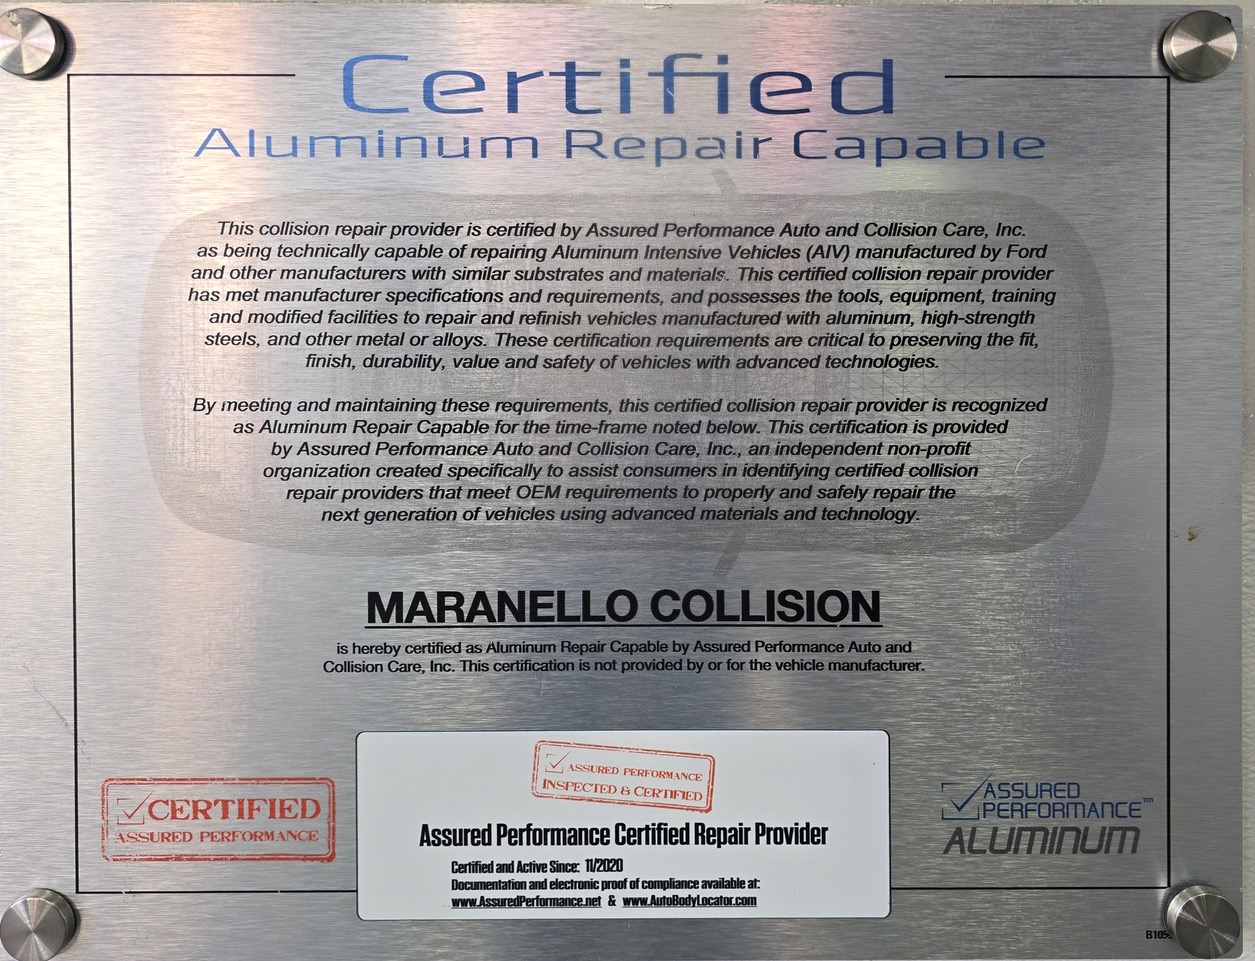 Certified
Aluminum Repair Capable
This collision repair provider is certified by Assured Performance Auto and Collision Care, Inc.
as being technically capable of repairing Aluminum Intensive Vehicles (AIV) manufactured by Ford
and other manufacturers with similar substrates and materials. This certified collision repair provider
has met manufacturer specifications and requirements, and possesses the tools, equipment, training
and modified facilities to repair and refinish vehicles manufactured with aluminum, high-strength
steels, and other metal or alloys. These certification requirements are critical to preserving the fit,
finish, durability, value and safety of vehicles with advanced technologies.
By meeting and maintaining these requirements, this certified collision repair provider is recognized
as Aluminum Repair Capable for the time-frame noted below. This certification is provided
by Assured Performance Auto and Collision Care, Inc., an independent non-profit
organization created specifically to assist consumers in identifying certified collision
repair providers that meet OEM requirements to properly and safely repair the
next generation of vehicles using advanced materials and technology.
MARANELLO COLLISION
is hereby certified as Aluminum Repair Capable by Assured Performance Auto and
Collision Care, Inc. This certification is not provided by or for the vehicle manufacturer.
CERTIFIED
ASSURED PERFORMANCE
ASSURED PERFORMANCE
INSPECTED & CERTIFIED
Assured Performance Certified Repair Provider
Certified and Active Since: 11/2020
Documentation and electronic proof of compliance available at:
www.AssuredPerformance.net & www.AutoBodyLocator.com
ASSURED
PERFORMANCE™
ALUMINUM